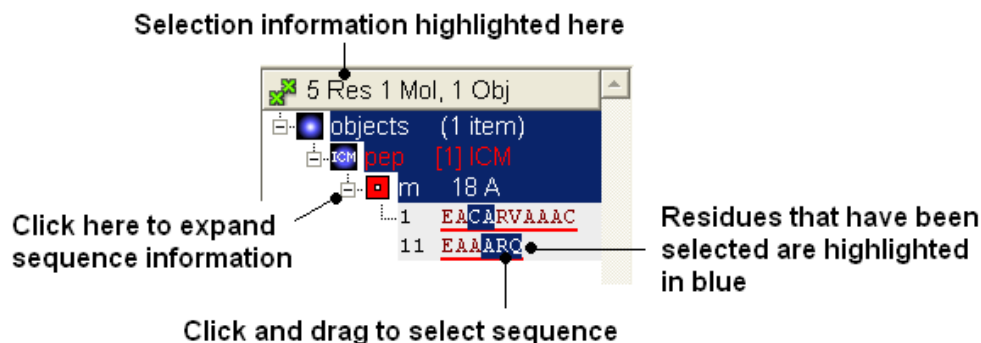 Selection information highlighted here
5 Res 1 Mol, 1 Obj
objects (1 item)
ICM pep [1] ICM
m 18 A
1 EACARVAAAC
11 EAAARQ
Click here to expand
sequence information
Residues that have been
selected are highlighted
in blue
Click and drag to select sequence